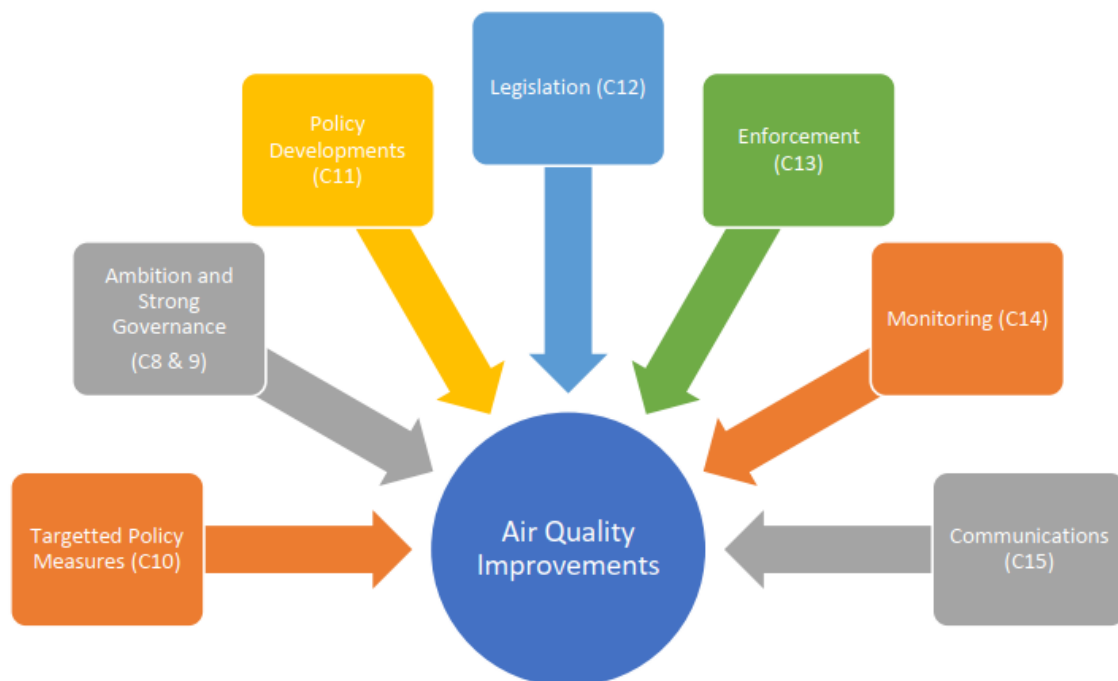 Legislation (C12)
Policy
Developments
(C11)
Enforcement
(C13)
Ambition and
Strong
Governance
(C8 & 9)
Monitoring (C14)
Targetted Policy
Measures (C10)
Air Quality
Improvements
Communications
(C15)